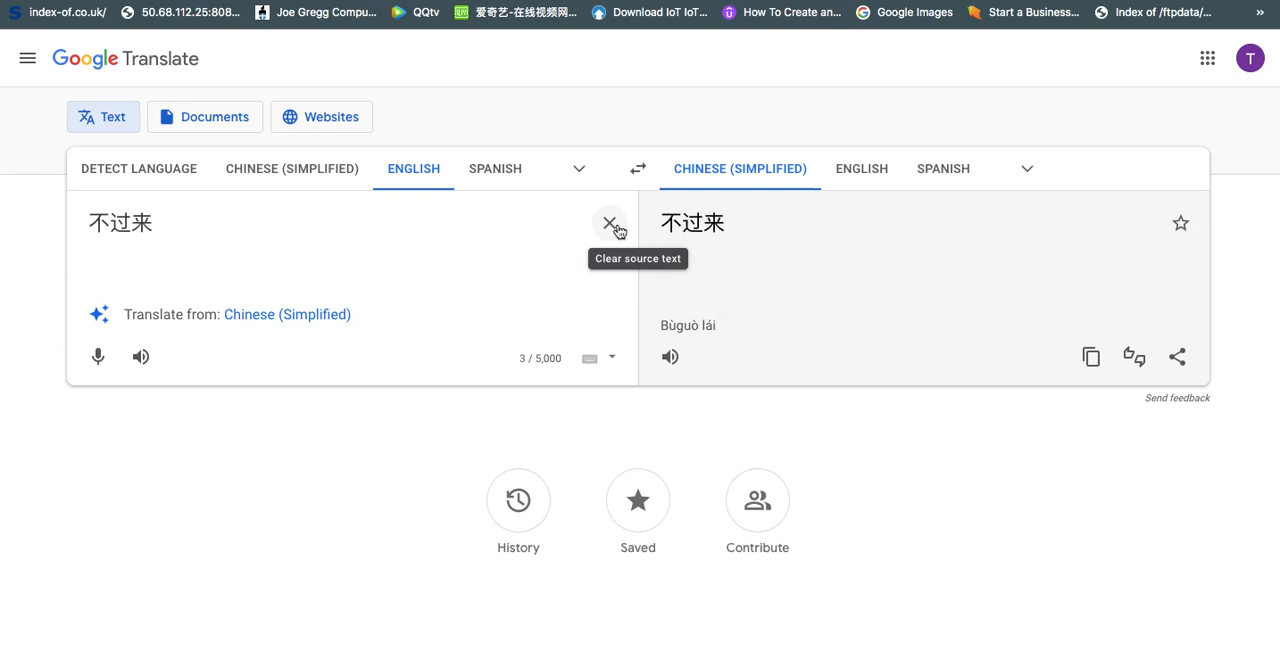 index-of.co.uk/ 50.68.112.25:808... Joe Gregg Compu... QQtv 爱奇艺-在线视频网... Download IoT IoT... How To Create an... Google Images Start a Business... Index of /ftpdata/... »
Google Translate T
Text Documents Websites
DETECT LANGUAGE CHINESE (SIMPLIFIED) ENGLISH SPANISH CHINESE (SIMPLIFIED) ENGLISH SPANISH
不过来 不过来
Clear source text
Translate from: Chinese (Simplified)
Bùguò lái
3 / 5,000
Send feedback
History Saved Contribute